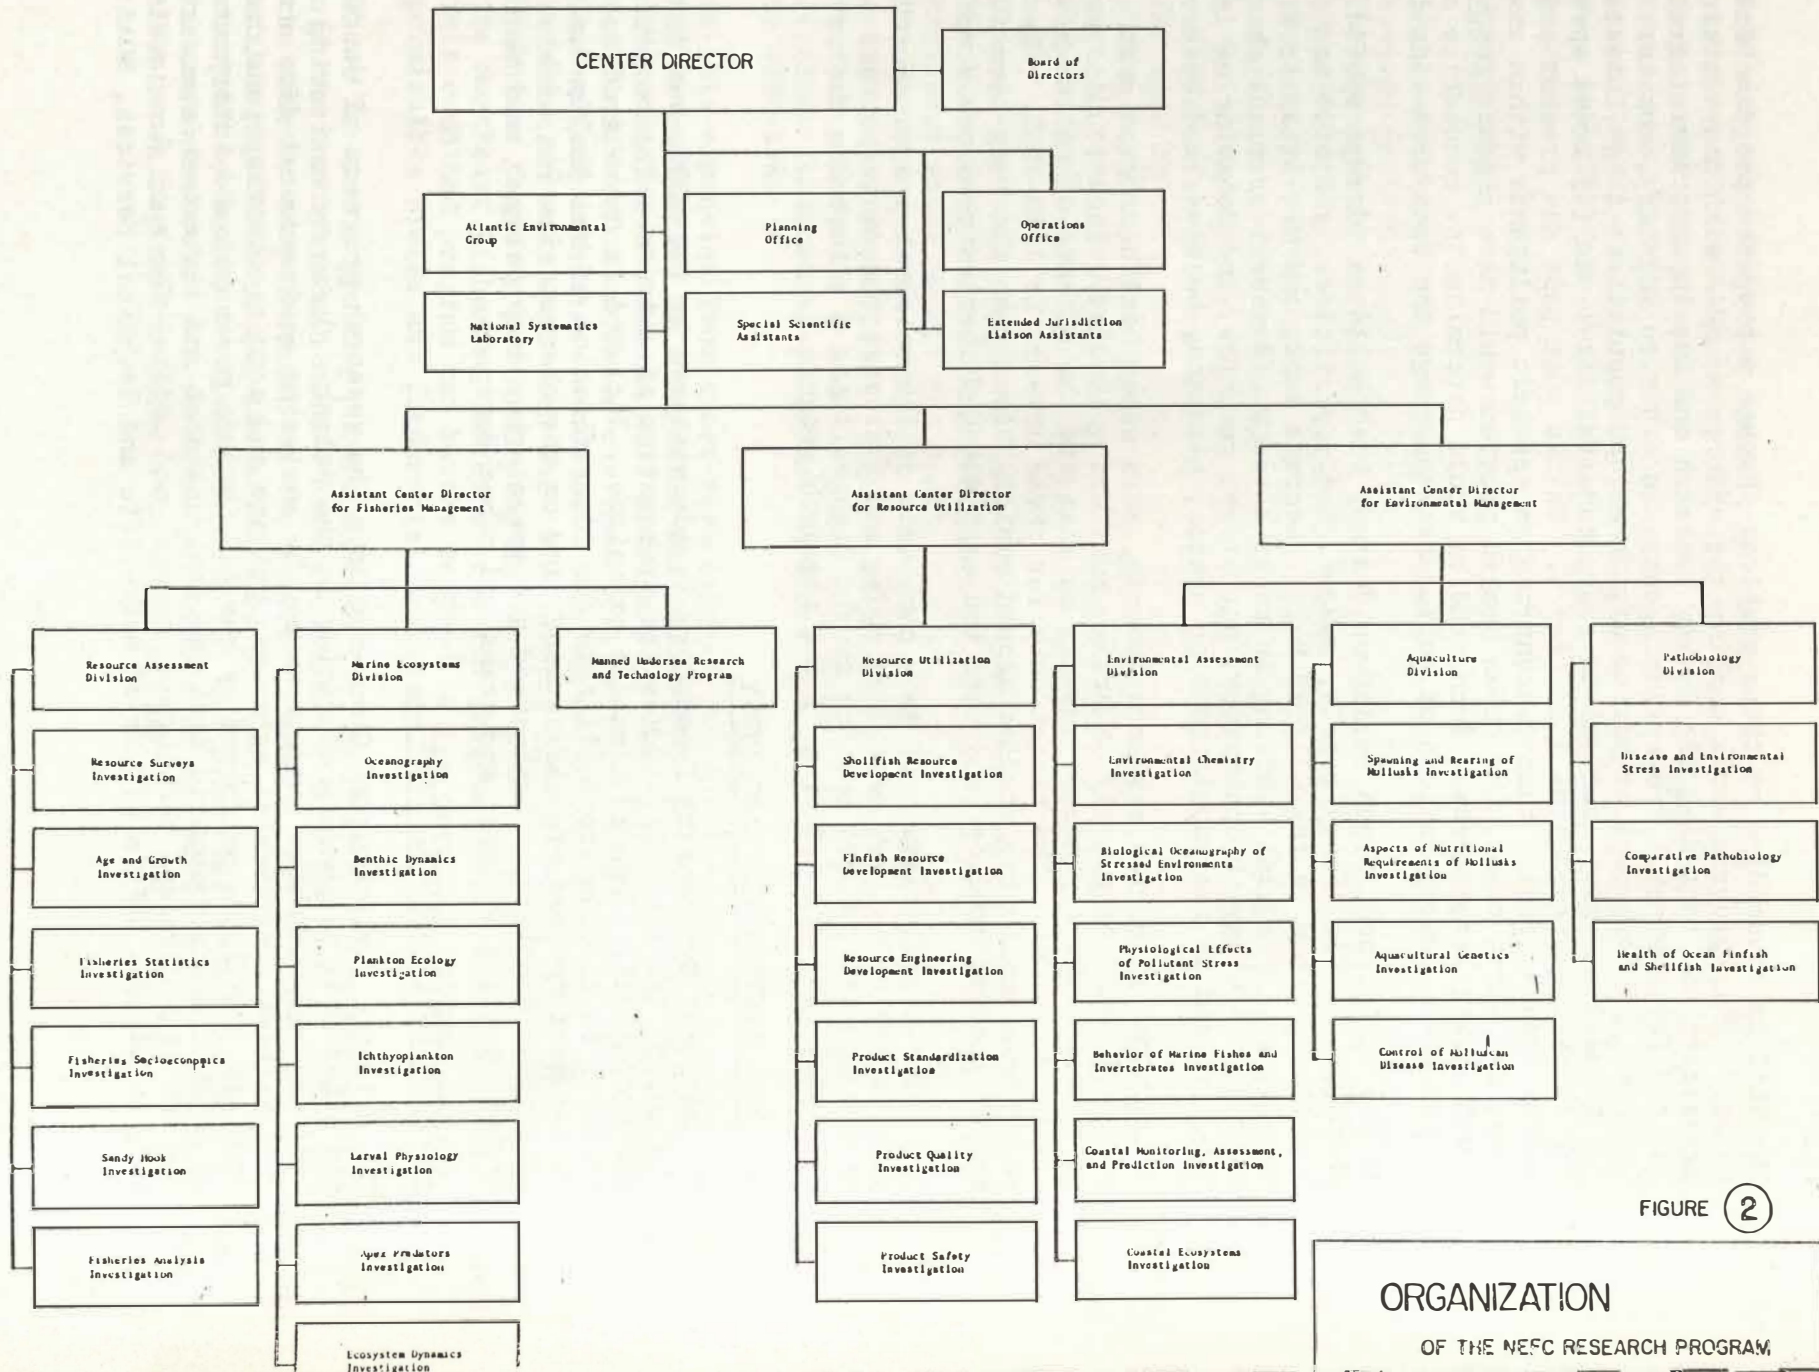 CENTER DIRECTOR
Board of
Directors
Atlantic Environmental
Group
Planning
Office
Operations
Office
National Systematics
Laboratory
Special Scientific
Assistants
Extended Jurisdiction
Liaison Assistants
Assistant Center Director
for Fisheries Management
Assistant Center Director
for Resource Utilization
Assistant Center Director
for Environmental Management
Resource Assessment
Division
Resource Surveys
Investigation
Age and Growth
Investigation
Fisheries Statistics
Investigation
Fisheries Socioeconomics
Investigation
Sandy Hook
Investigation
Fisheries Analysis
Investigation
Marine Ecosystems
Division
Oceanography
Investigation
Benthic Dynamics
Investigation
Plankton Ecology
Investigation
Ichthyoplankton
Investigation
Larval Physiology
Investigation
Apex Predators
Investigation
Ecosystem Dynamics
Investigation
Manned Undersea Research
and Technology Program
Resource Utilization
Division
Shellfish Resource
Development Investigation
Finfish Resource
Development Investigation
Resource Engineering
Development Investigation
Product Standardization
Investigation
Product Quality
Investigation
Product Safety
Investigation
Environmental Assessment
Division
Environmental Chemistry
Investigation
Biological Oceanography of
Stressed Environments
Investigation
Physiological Effects
of Pollutant Stress
Investigation
Behavior of Marine Fishes and
Invertebrates Investigation
Coastal Monitoring, Assessment,
and Prediction Investigation
Coastal Ecosystems
Investigation
Aquaculture
Division
Spawning and Rearing of
Mollusks Investigation
Aspects of Nutritional
Requirements of Mollusks
Investigation
Aquacultural Genetics
Investigation
Control of Molluscan
Disease Investigation
Pathobiology
Division
Disease and Environmental
Stress Investigation
Comparative Pathobiology
Investigation
Health of Ocean Finfish
and Shellfish Investigation
FIGURE 2
ORGANIZATION
OF THE NEFC RESEARCH PROGRAM